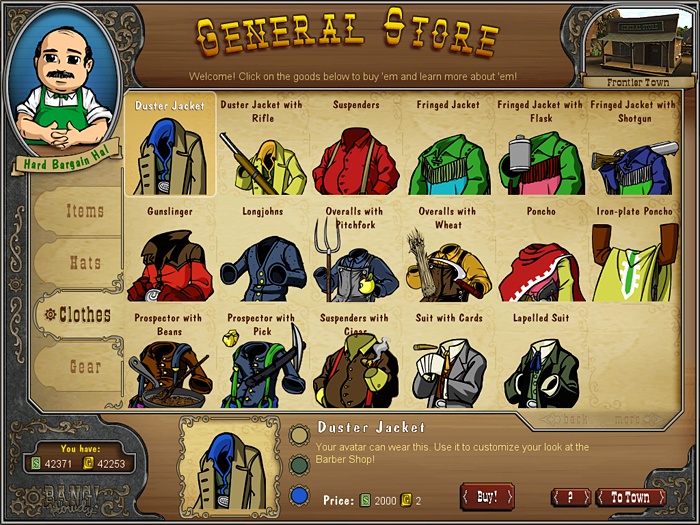 General Store
Welcome! Click on the goods below to buy 'em and learn more about 'em!
Frontier Town
Hard Bargain Hal
Items
Hats
Clothes
Gear
Duster Jacket
Duster Jacket with
Rifle
Suspenders
Fringed Jacket
Fringed Jacket with
Flask
Fringed Jacket with
Shotgun
Gunslinger
Longjohns
Overalls with
Pitchfork
Overalls with
Wheat
Poncho
Iron-plate Poncho
Prospector with
Beans
Prospector with
Pick
Suspenders with
Cigar
Suit with Cards
Lapelled Suit
back
more
You have:
42371 42253
BANG!
Howdy
Duster Jacket
Your avatar can wear this. Use it to customize your look at the
Barber Shop!
Price: 2000 2
Buy!
?
To Town